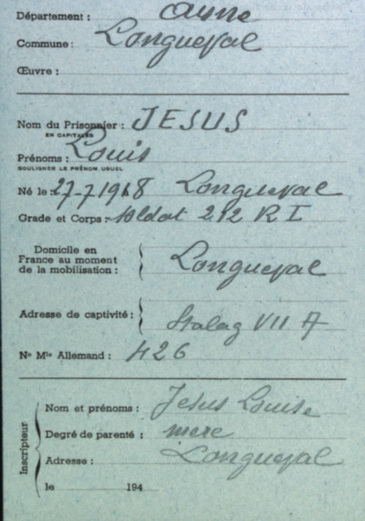 Département : Aisne
Commune : Longueval
Œuvre :
Nom du Prisonnier : JESUS
EN CAPITALES
Prénoms : Louis
SOULIGNER LE PRÉNOM USUEL
Né le : 27-7-1918 Longueval
Grade et Corps : soldat 212 R I
Domicile en
France au moment
de la mobilisation : Longueval
Adresse de captivité : Stalag VII A
Nº Mle Allemand : 426
Inscripteur
Nom et prénoms : Jesus Louise
Degré de parenté : mere
Adresse : Longueval
le 194